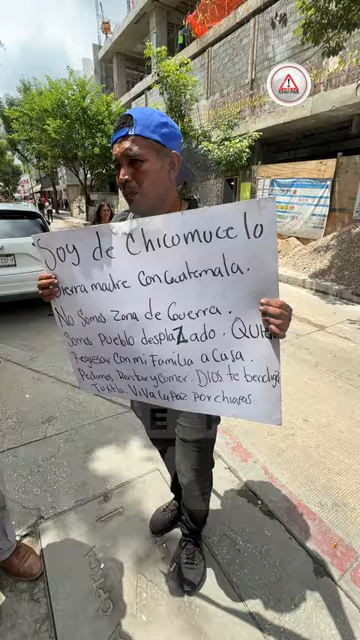 Soy de Chicomucelo
Sierra madre con Guatemala.
No Somos Zona de Guerra.
Somos Pueblo desplaZado. QUiero
Regresar con mi Familia a Casa.
Pedimos, Rentar y Comer. DIOS te bendiga
Tuxtla. ViVa La Paz por chiapas